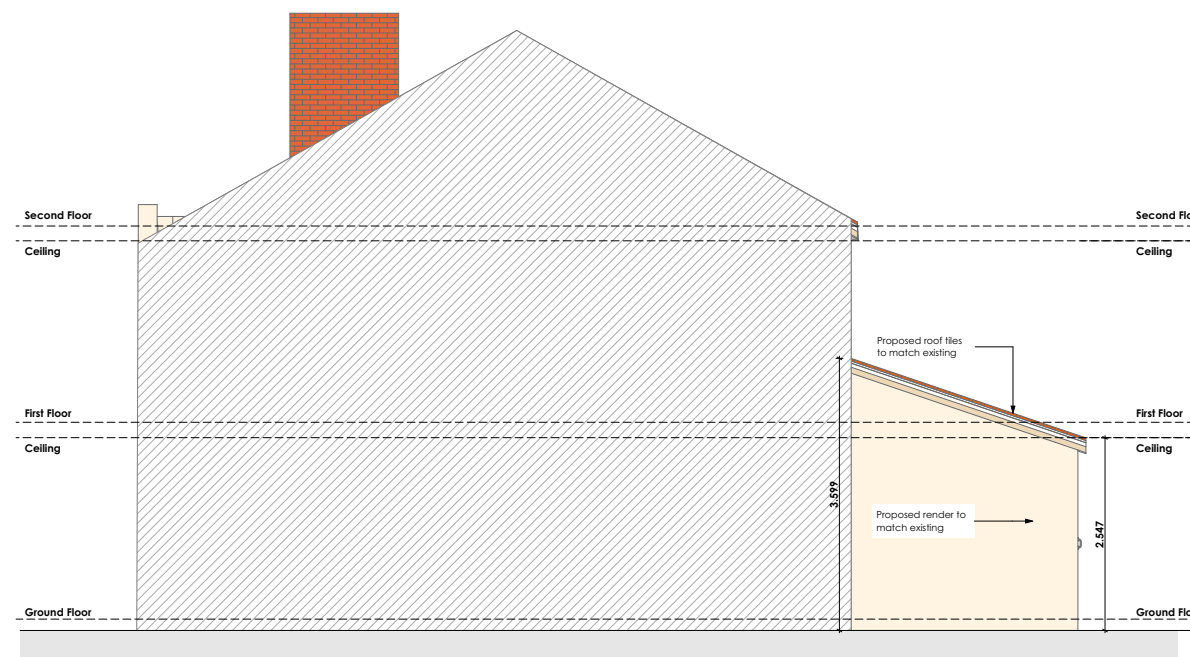 Second Floor
Second Flo
Ceiling
Ceiling
Proposed roof tiles
to match existing
First Floor
First Floor
Ceiling
Ceiling
3.599
Proposed render to
match existing
2.547
Ground Floor
Ground Flo